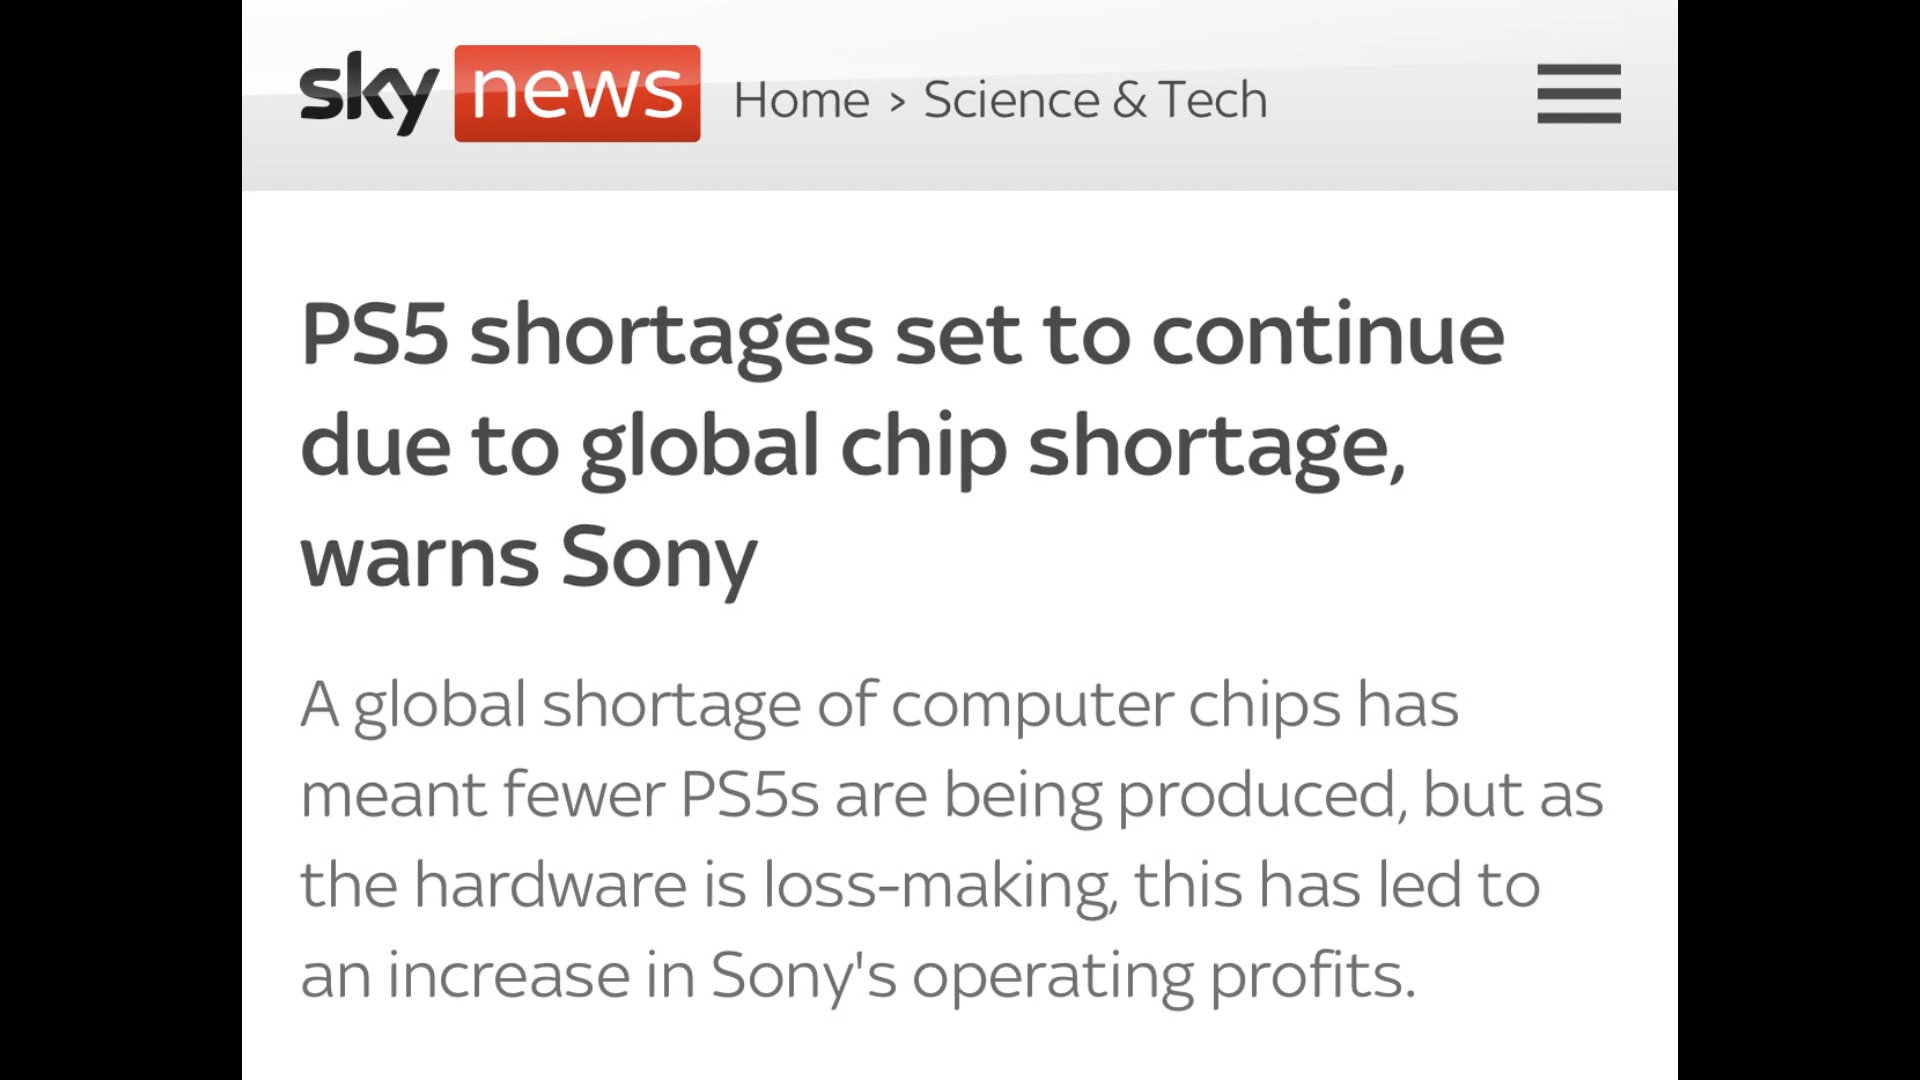 sky news Home > Science & Tech
PS5 shortages set to continue
due to global chip shortage,
warns Sony
A global shortage of computer chips has
meant fewer PS5s are being produced, but as
the hardware is loss-making, this has led to
an increase in Sony's operating profits.